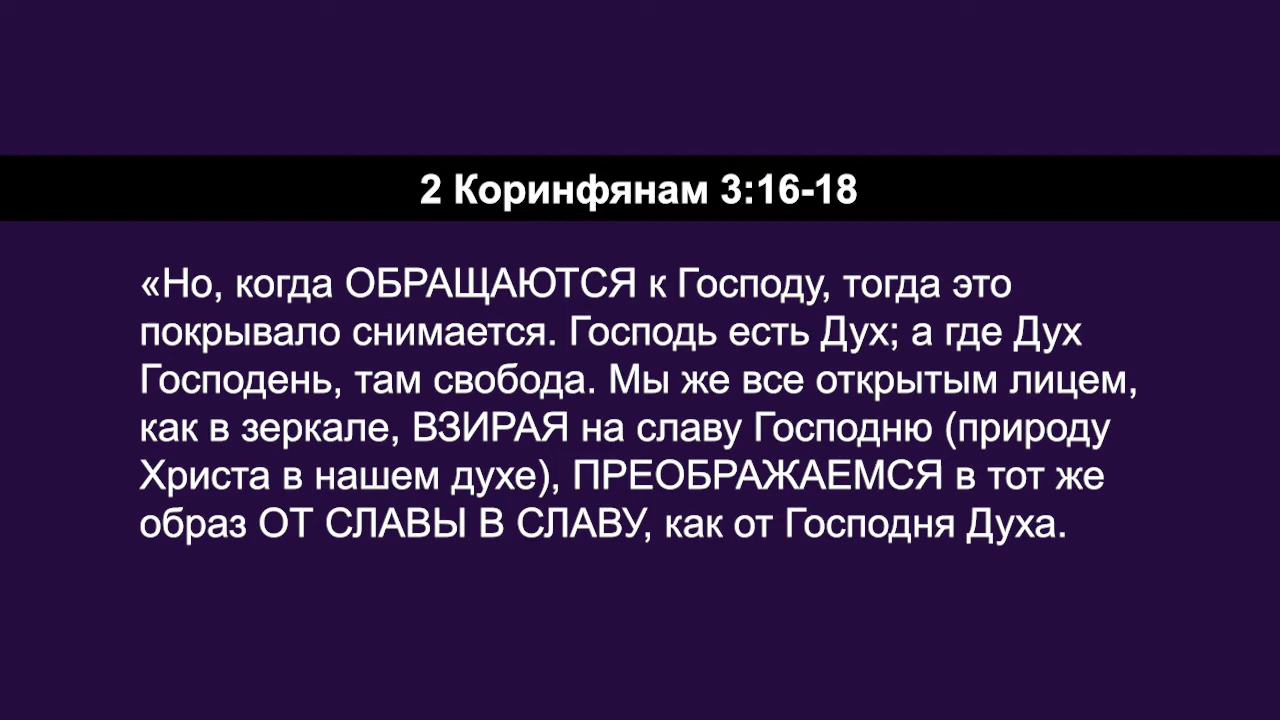 2 Коринфянам 3:16-18
«Но, когда ОБРАЩАЮТСЯ к Господу, тогда это
покрывало снимается. Господь есть Дух; а где Дух
Господень, там свобода. Мы же все открытым лицем,
как в зеркале, ВЗИРАЯ на славу Господню (природу
Христа в нашем духе), ПРЕОБРАЖАЕМСЯ в тот же
образ ОТ СЛАВЫ В СЛАВУ, как от Господня Духа.